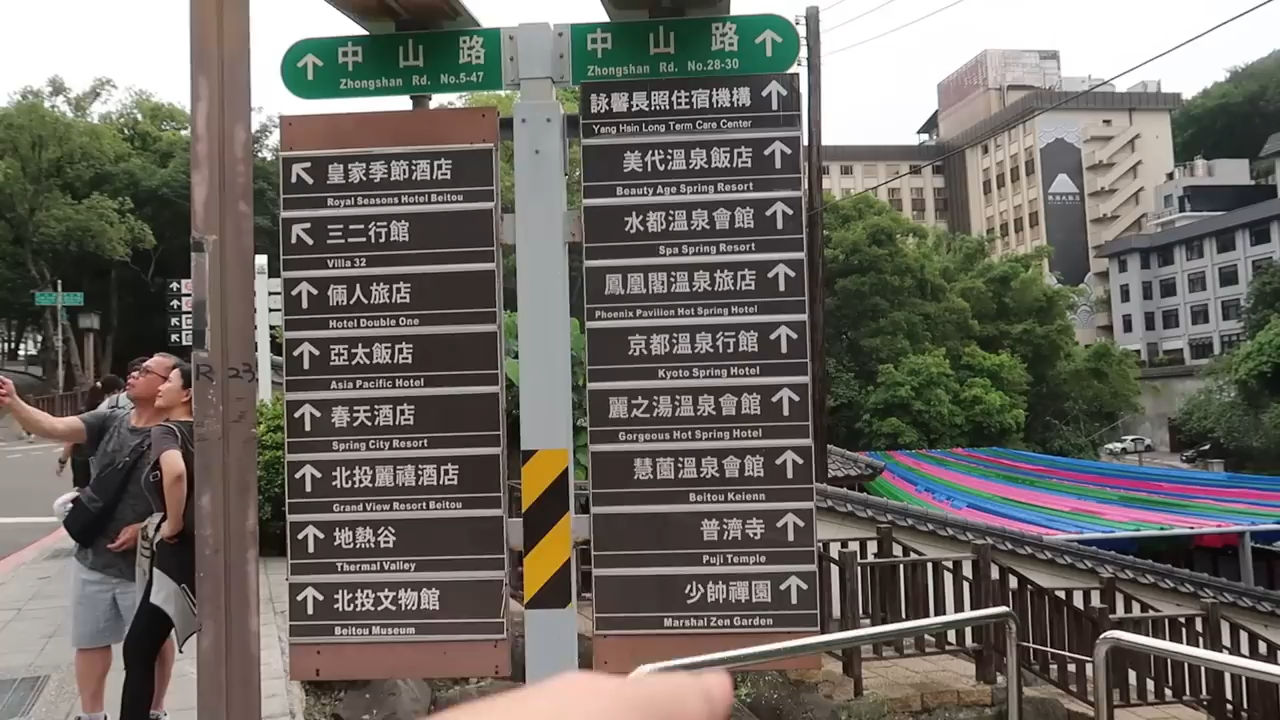 中山路
Zhongshan Rd. No.5-47
皇家季節酒店
Royal Seasons Hotel Beitou
三二行館
Villa 32
倆人旅店
Hotel Double One
亞太飯店
Asia Pacific Hotel
春天酒店
Spring City Resort
北投麗禧酒店
Grand View Resort Beitou
地熱谷
Thermal Valley
北投文物館
Beitou Museum
中山路
Zhongshan Rd. No.28-30
詠馨長照住宿機構
Yang Hsin Long Term Care Center
美代溫泉飯店
Beauty Age Spring Resort
水都溫泉會館
Spa Spring Resort
鳳凰閣溫泉旅店
Phoenix Pavilion Hot Spring Hotel
京都溫泉行館
Kyoto Spring Hotel
麗之湯溫泉會館
Gorgeous Hot Spring Hotel
慧薗溫泉會館
Beitou Keienn
普濟寺
Puji Temple
少帥禪園
Marshal Zen Garden
R 23